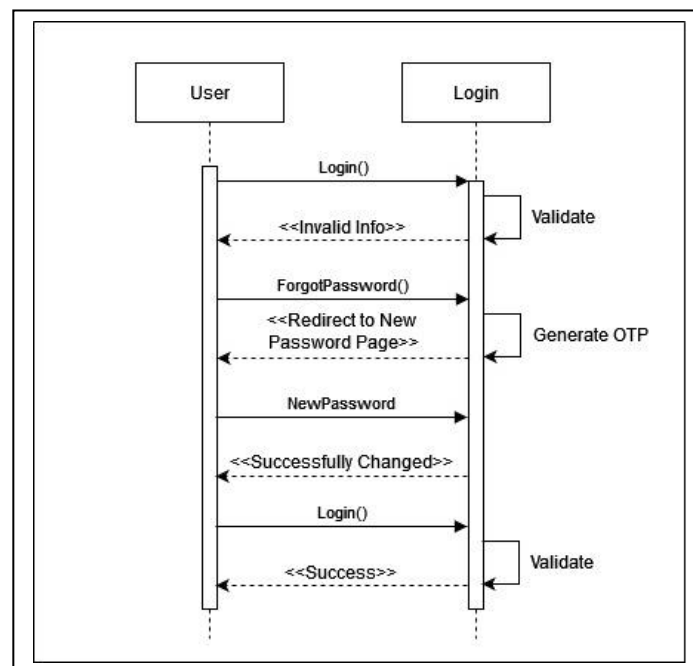 User
Login
Login()
Validate
<<Invalid Info>>
ForgotPassword()
<<Redirect to New
Password Page>>
Generate OTP
NewPassword
<<Successfully Changed>>
Login()
Validate
<<Success>>